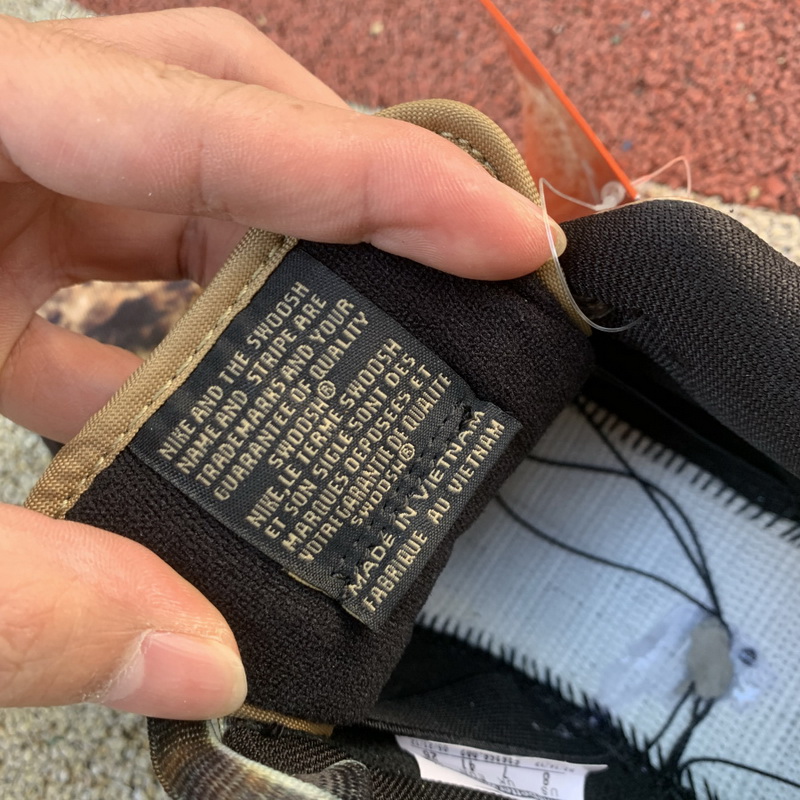 NIKE AND THE SWOOSH
NAME AND STRIPE ARE
TRADEMARKS AND YOUR
GUARANTEE OF QUALITY
SWOOSH®
NIKE, LE TERME SWOOSH
ET SON SIGLE SONT DES
MARQUES DEPOSEES ET
VOTRE GARANTIE DE QUALITE
SWOOSH®
MADE IN VIETNAM
FABRIQUE AU VIETNAM